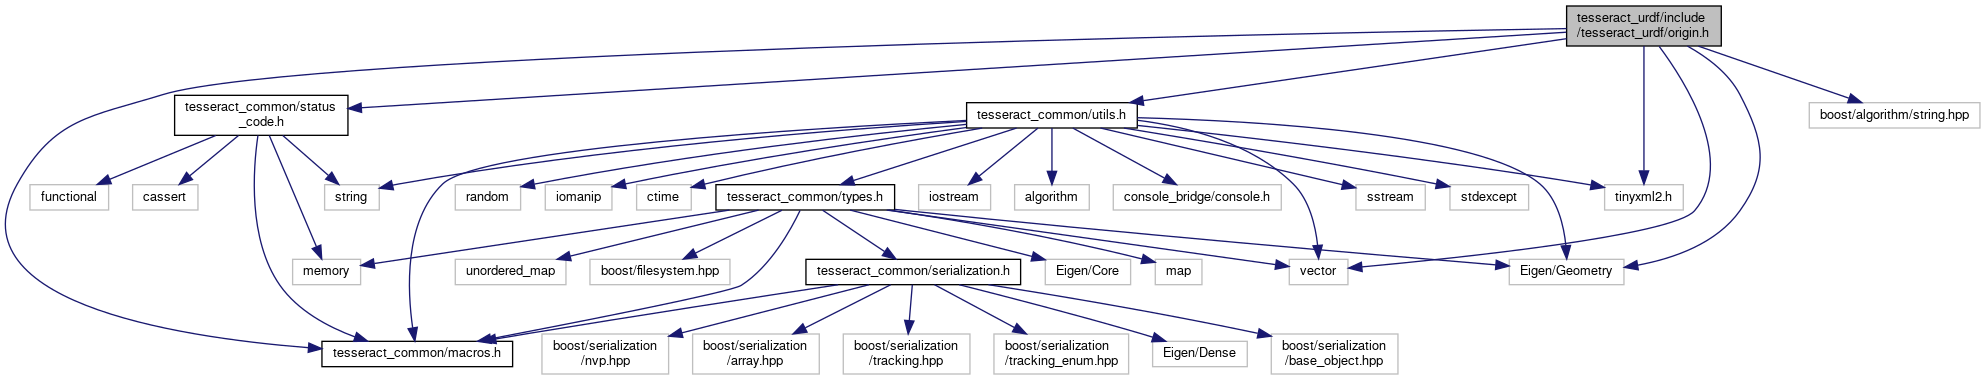 tesseract_urdf/include
/tesseract_urdf/origin.h
tesseract_common/status
_code.h
tesseract_common/utils.h
boost/algorithm/string.hpp
functional
cassert
string
random
iomanip
ctime
tesseract_common/types.h
iostream
algorithm
console_bridge/console.h
sstream
stdexcept
tinyxml2.h
memory
unordered_map
boost/filesystem.hpp
tesseract_common/serialization.h
Eigen/Core
map
vector
Eigen/Geometry
tesseract_common/macros.h
boost/serialization
/nvp.hpp
boost/serialization
/array.hpp
boost/serialization
/tracking.hpp
boost/serialization
/tracking_enum.hpp
Eigen/Dense
boost/serialization
/base_object.hpp